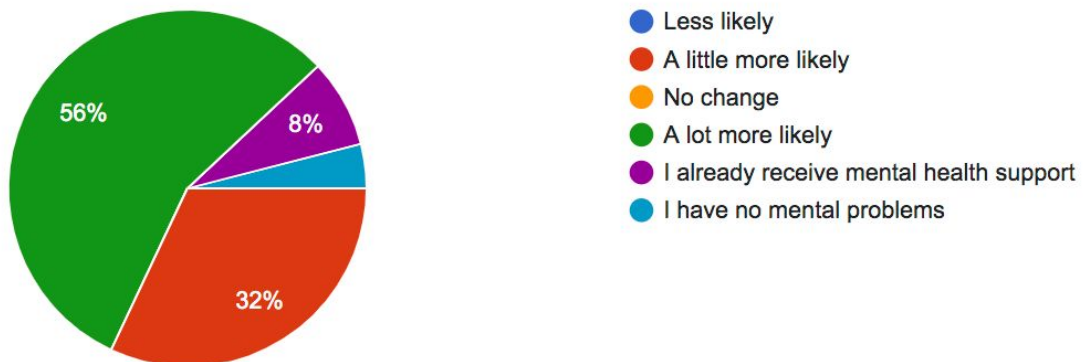 56%
8%
32%
Less likely
A little more likely
No change
A lot more likely
I already receive mental health support
I have no mental problems